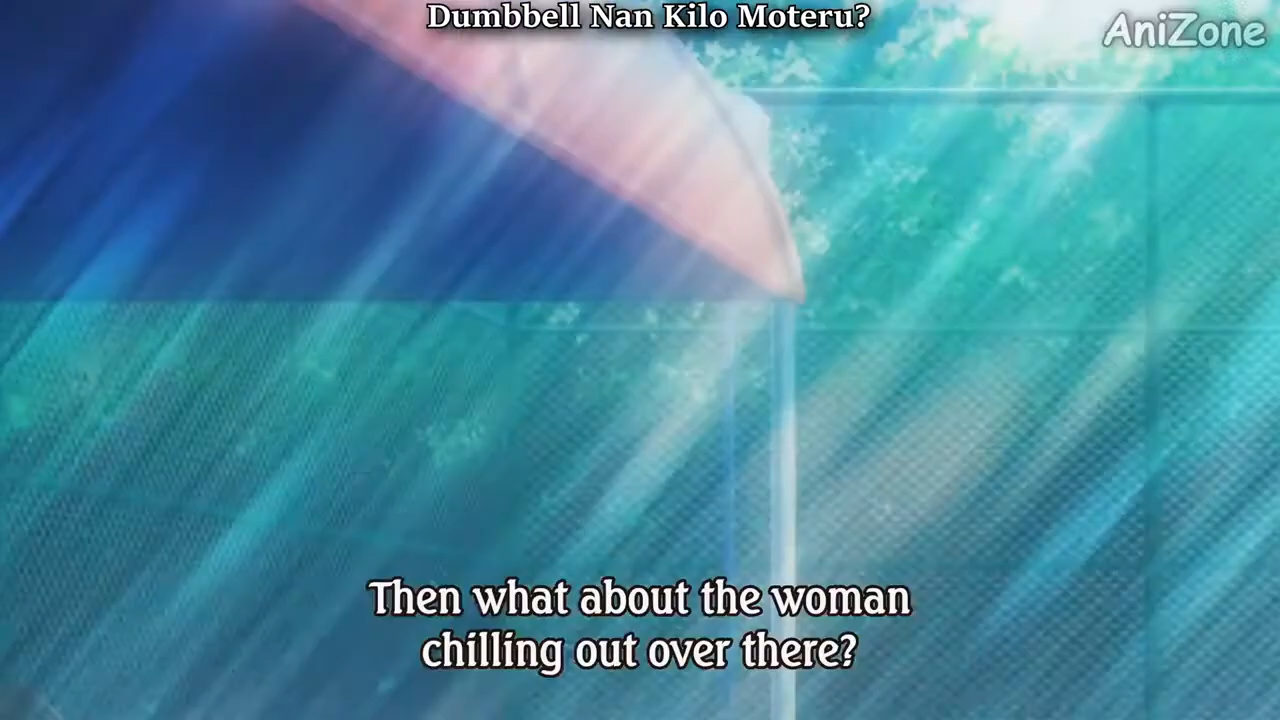 Dumbbell Nan Kilo Moteru?
AniZone
Then what about the woman
chilling out over there?